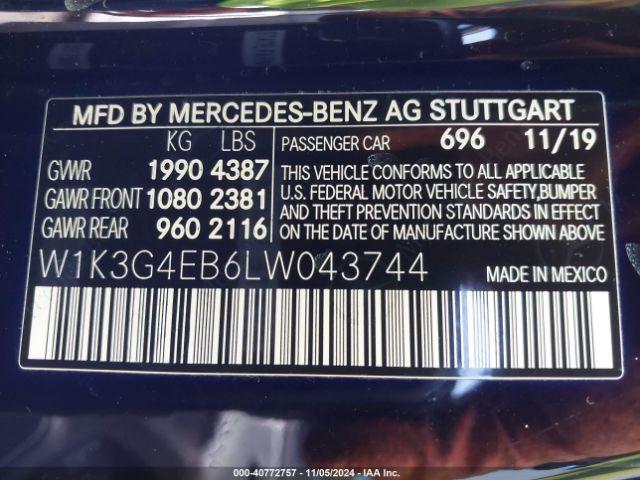 MFD BY MERCEDES-BENZ AG STUTTGART
KG LBS
GVWR 1990 4387
GAWR FRONT 1080 2381
GAWR REAR 960 2116
PASSENGER CAR 696 11/19
THIS VEHICLE CONFORMS TO ALL APPLICABLE
U.S. FEDERAL MOTOR VEHICLE SAFETY,BUMPER
AND THEFT PREVENTION STANDARDS IN EFFECT
ON THE DATE OF MANUFACTURE SHOWN ABOVE
W1K3G4EB6LW043744
MADE IN MEXICO
000-40772757 - 11/05/2024 - IAA Inc.